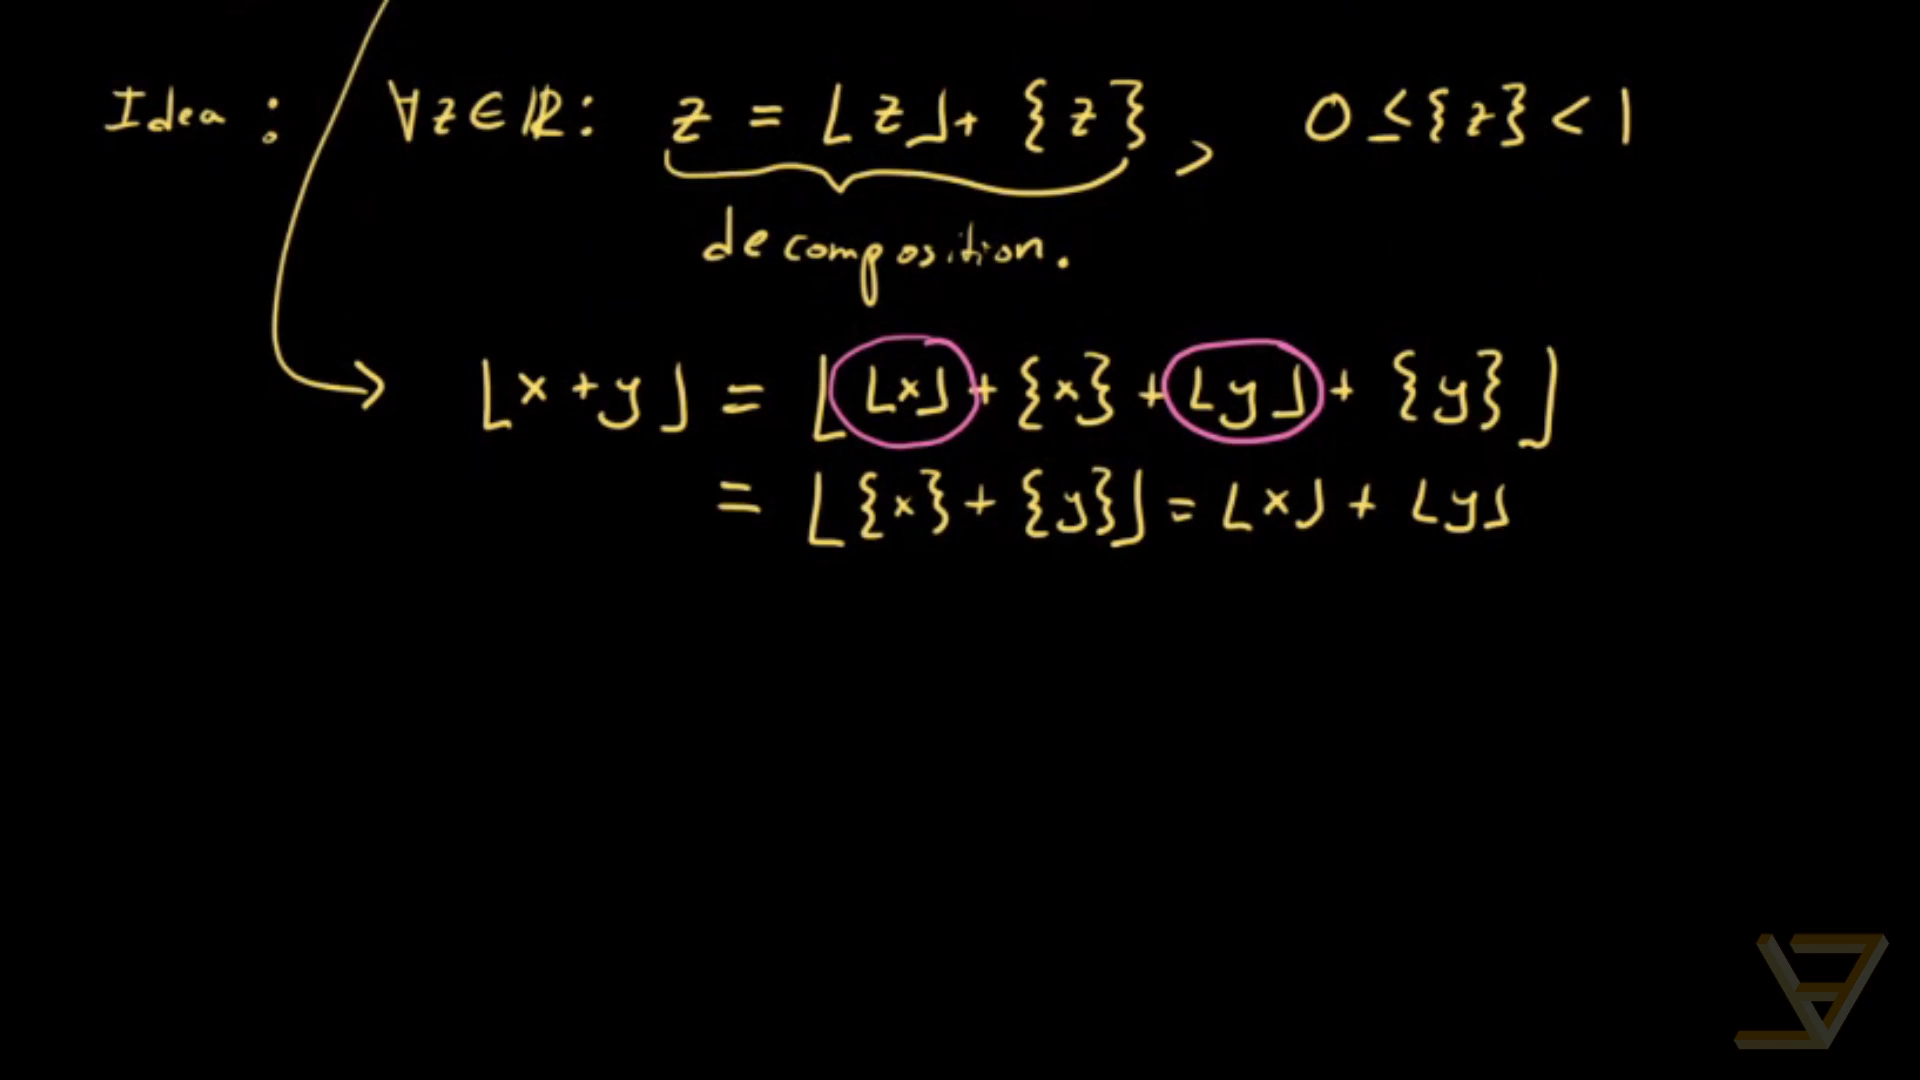 Idea: ∀z∈ℝ: z = ⌊z⌋ + {z}, 0 ≤ {z} < 1
decomposition.
⌊x+y⌋ = ⌊⌊x⌋ + {x} + ⌊y⌋ + {y}⌋
= ⌊{x} + {y}⌋ = ⌊x⌋ + ⌊y⌋